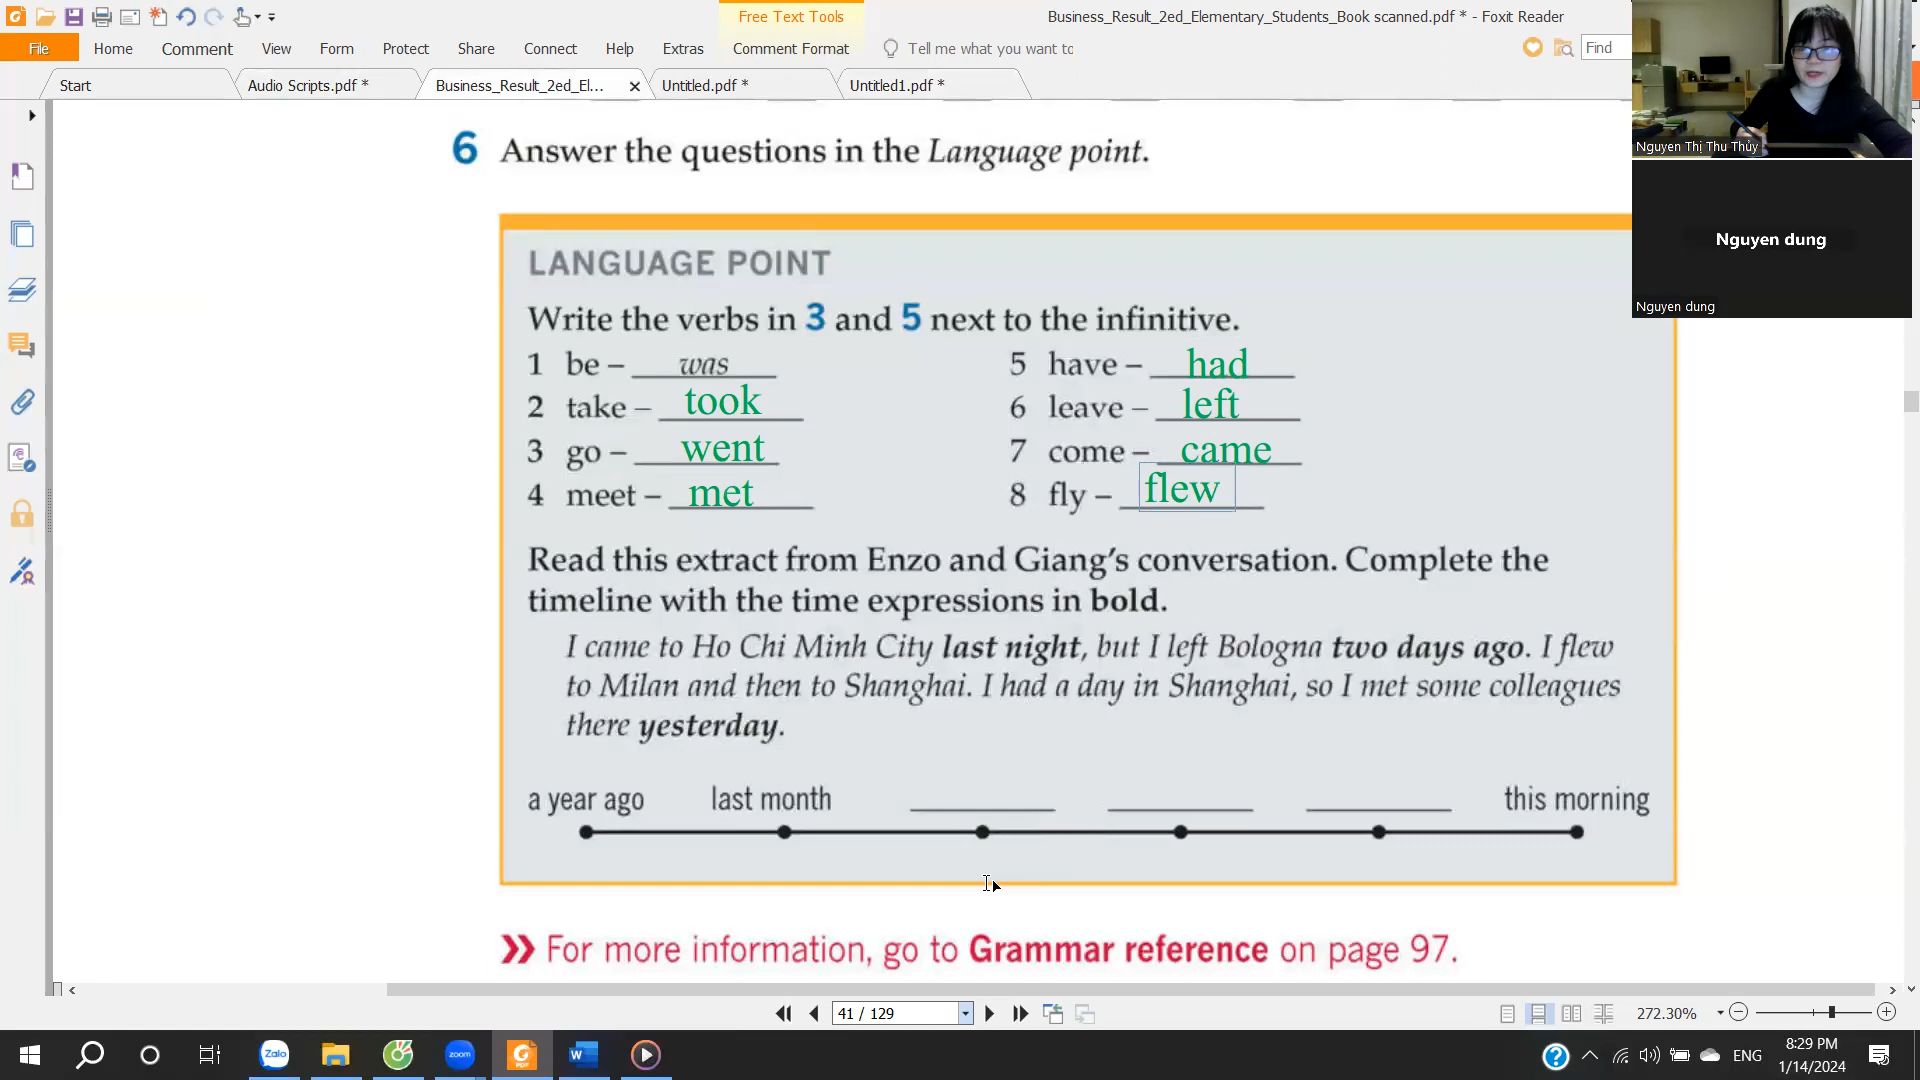 Free Text Tools
Business_Result_2ed_Elementary_Students_Book scanned.pdf * - Foxit Reader
File Home Comment View Form Protect Share Connect Help Extras Comment Format Tell me what you want to Find
Start Audio Scripts.pdf * Business_Result_2ed_El... Untitled.pdf * Untitled1.pdf *
Nguyen Thị Thu Thủy
Nguyen dung
Nguyen dung
6 Answer the questions in the Language point.
LANGUAGE POINT
Write the verbs in 3 and 5 next to the infinitive.
1 be – was 5 have – had
2 take – took 6 leave – left
3 go – went 7 come – came
4 meet – met 8 fly – flew
Read this extract from Enzo and Giang's conversation. Complete the
timeline with the time expressions in bold.
I came to Ho Chi Minh City last night, but I left Bologna two days ago. I flew
to Milan and then to Shanghai. I had a day in Shanghai, so I met some colleagues
there yesterday.
a year ago last month this morning
For more information, go to Grammar reference on page 97.
41 / 129 272.30%
Zalo zoom PDF W ENG 8:29 PM
1/14/2024